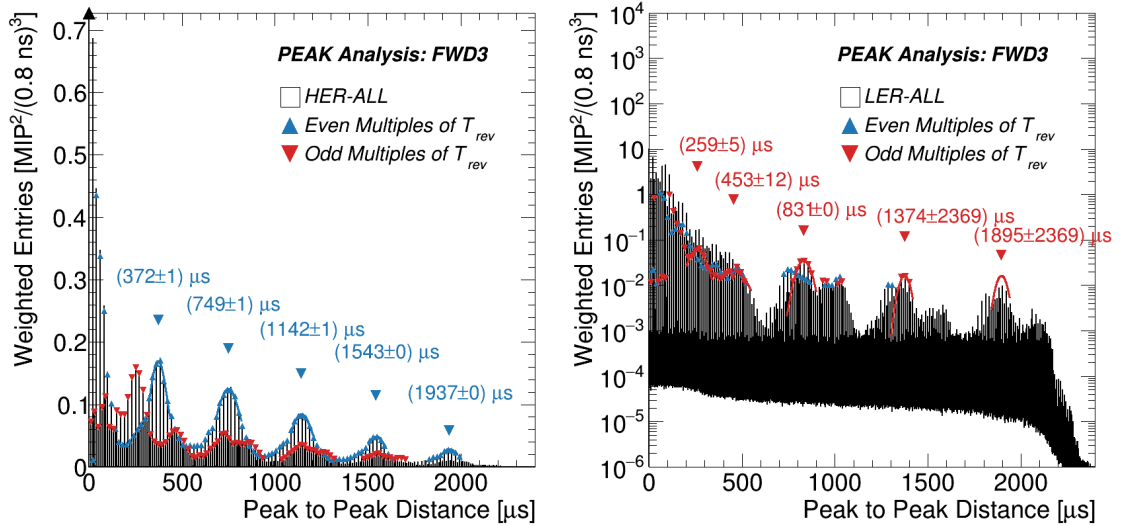 Weighted Entries [MIP²/(0.8 ns)³]
0.7
0.6
0.5
0.4
0.3
0.2
0.1
0
PEAK Analysis: FWD3
HER-ALL
Even Multiples of T_rev
Odd Multiples of T_rev
(372±1) μs
(749±1) μs
(1142±1) μs
(1543±0) μs
(1937±0) μs
0 500 1000 1500 2000
Peak to Peak Distance [μs]
Weighted Entries [MIP²/(0.8 ns)³]
10⁴
10³
10²
10
1
10⁻¹
10⁻²
10⁻³
10⁻⁴
10⁻⁵
10⁻⁶
PEAK Analysis: FWD3
LER-ALL
Even Multiples of T_rev
Odd Multiples of T_rev
(259±5) μs
(453±12) μs
(831±0) μs
(1374±2369) μs
(1895±2369) μs
0 500 1000 1500 2000
Peak to Peak Distance [μs]